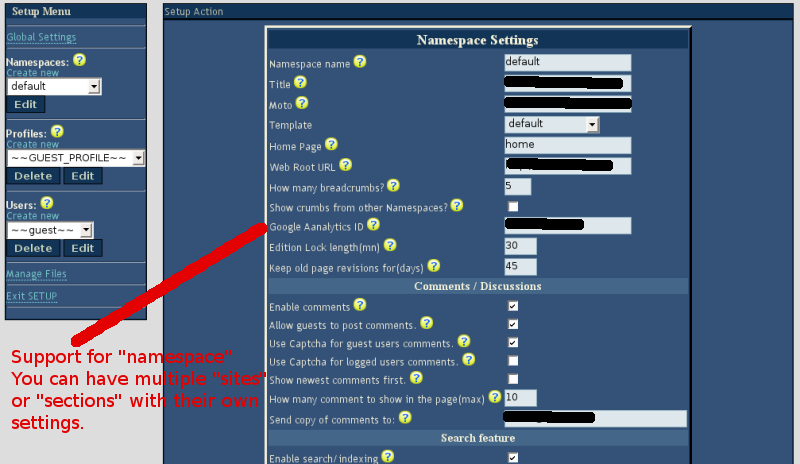 Setup Menu
Global Settings
Namespaces: ?
Create new
default
Edit
Profiles: ?
Create new
~~GUEST_PROFILE~~
Delete Edit
Users: ?
Create new
~~guest~~
Delete Edit
Manage Files
Exit SETUP
Setup Action
Namespace Settings
Namespace name ? default
Title ?
Moto ?
Template default
Home Page ? home
Web Root URL ?
How many breadcrumbs? ? 5
Show crumbs from other Namespaces? ?
Google Aanalytics ID ?
Edition Lock length(mn) ? 30
Keep old page revisions for(days) ? 45
Comments / Discussions
Enable comments ?
Allow guests to post comments. ?
Use Captcha for guest users comments. ?
Use Captcha for logged users comments. ?
Show newest comments first. ?
How many comment to show in the page(max) ? 10
Send copy of comments to: ?
Search feature
Enable search/indexing ?
Support for "namespace"
You can have multiple "sites"
or "sections" with their own
settings.